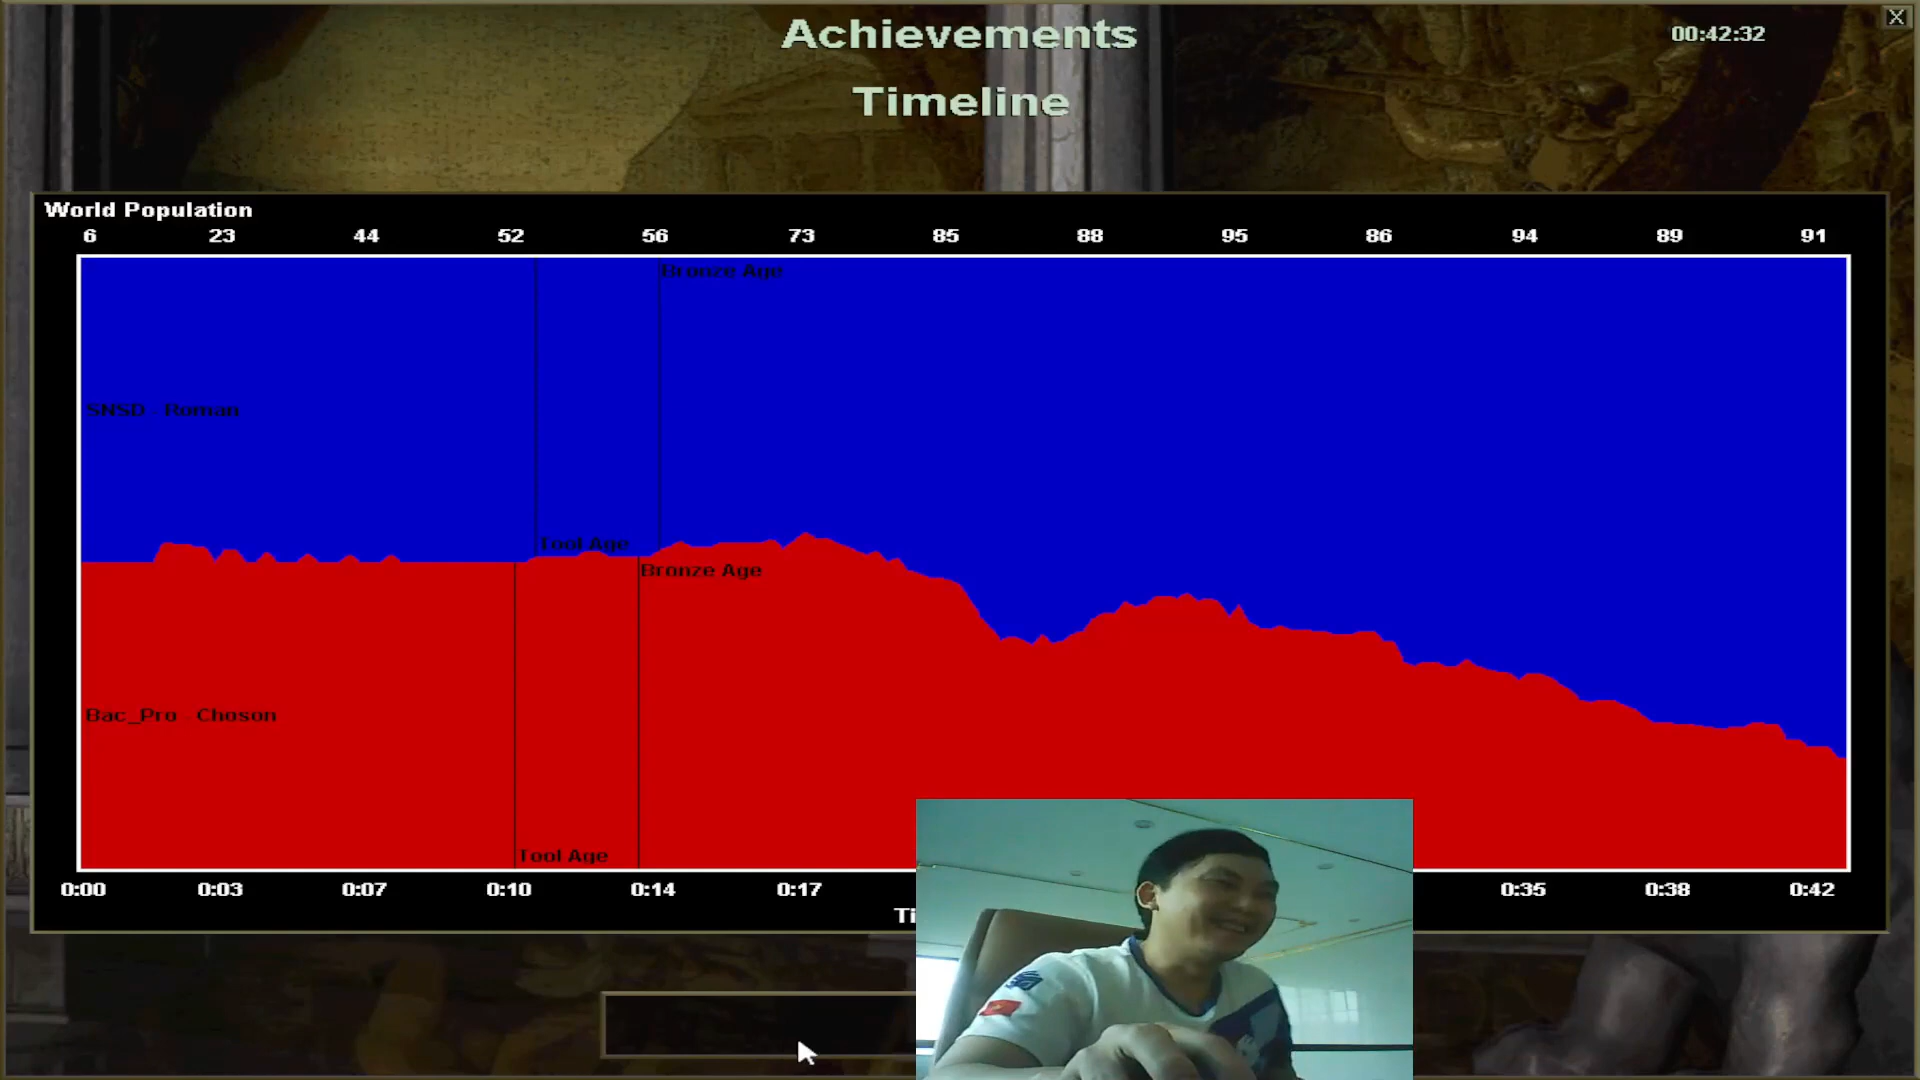 Achievements
00:42:32
X
Timeline
World Population
6 23 44 52 56 73 85 88 95 86 94 89 91
Bronze Age
SNSD - Roman
Tool Age
Bronze Age
Bac_Pro - Choson
Tool Age
0:00 0:03 0:07 0:10 0:14 0:17 0:35 0:38 0:42
Ti